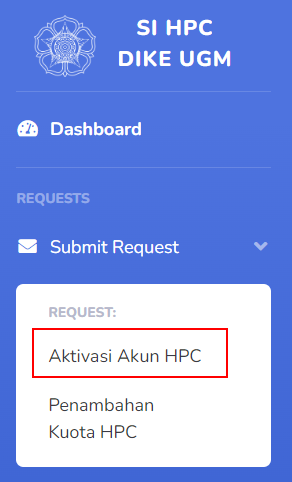 SI HPC
DIKE UGM
Dashboard
REQUESTS
Submit Request
REQUEST:
Aktivasi Akun HPC
Penambahan
Kuota HPC